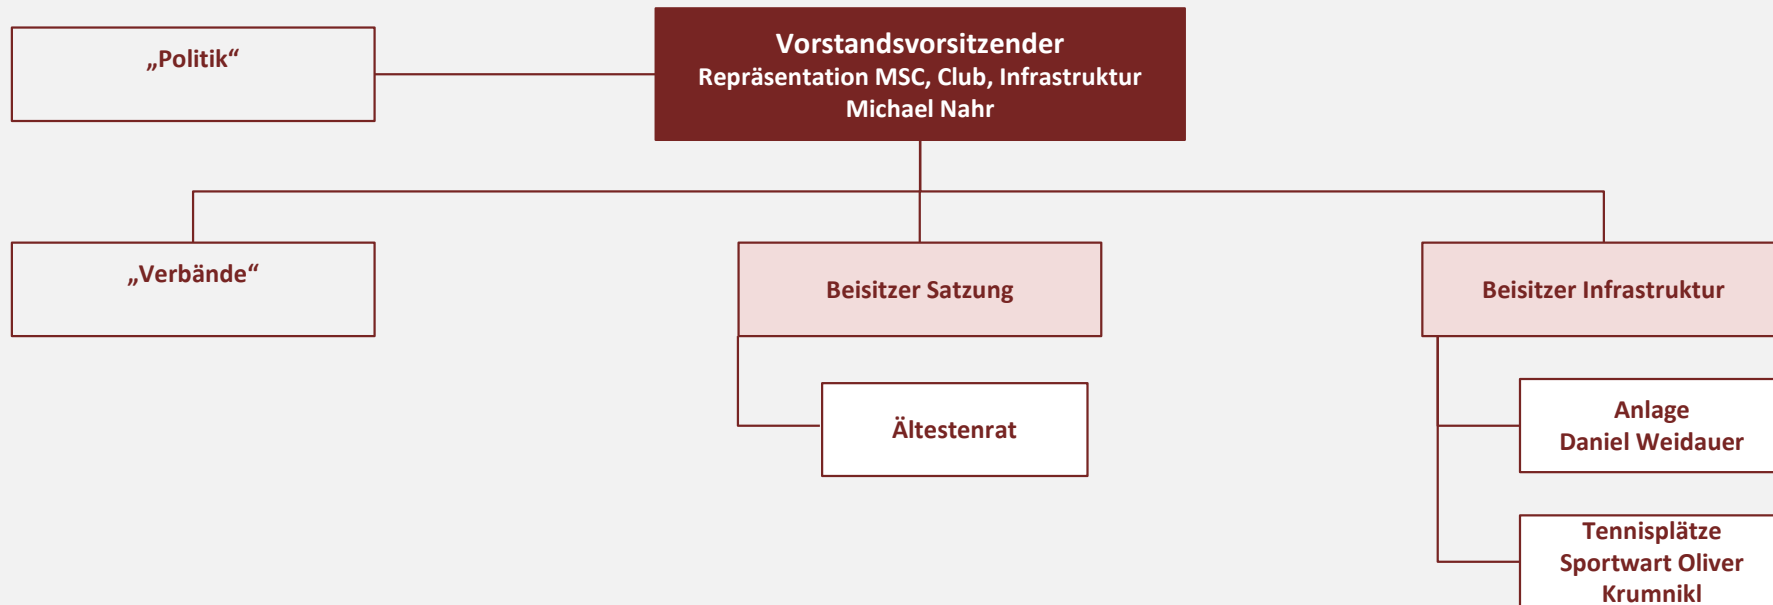 „Politik“
Vorstandsvorsitzender
Repräsentation MSC, Club, Infrastruktur
Michael Nahr
„Verbände“
Beisitzer Satzung
Beisitzer Infrastruktur
Ältestenrat
Anlage
Daniel Weidauer
Tennisplätze
Sportwart Oliver
Krumnikl